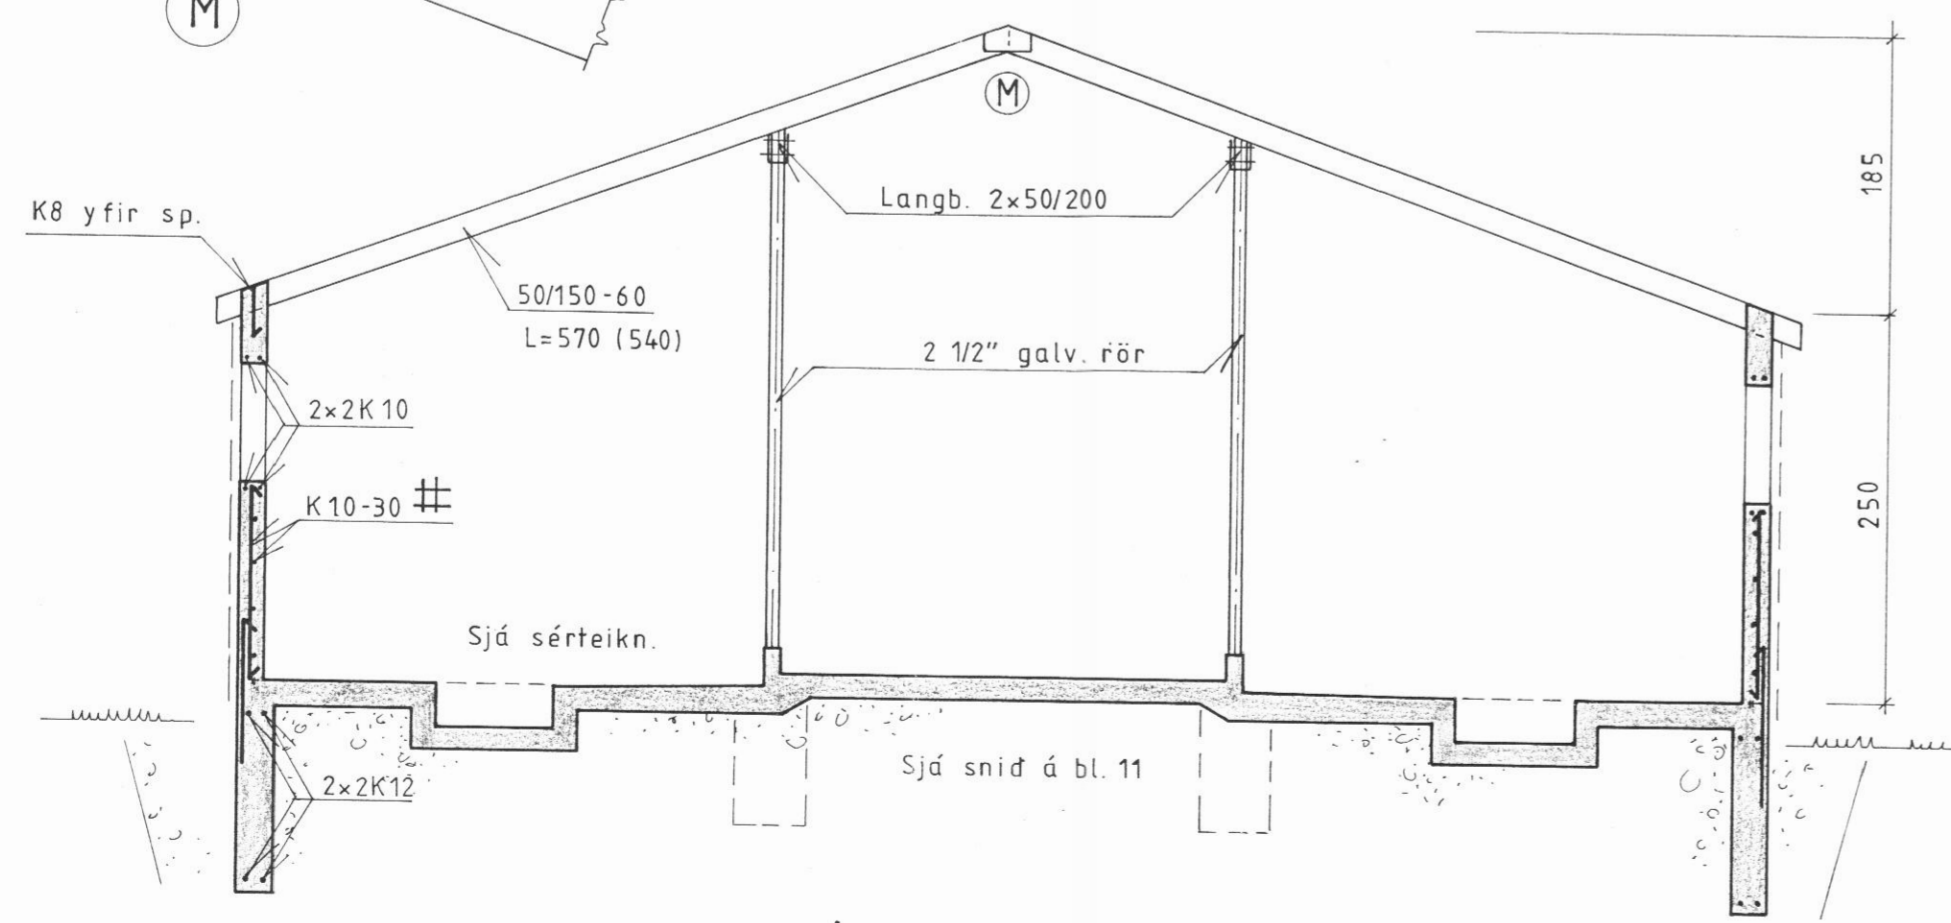 M
M
185
Langb. 2×50/200
K8 yfir sp.
50/150-60
L=570 (540)
2 1/2" galv. rör
2×2K10
K10-30 #
250
Sjá sérteikn.
Sjá snið á bl. 11
2×2K12